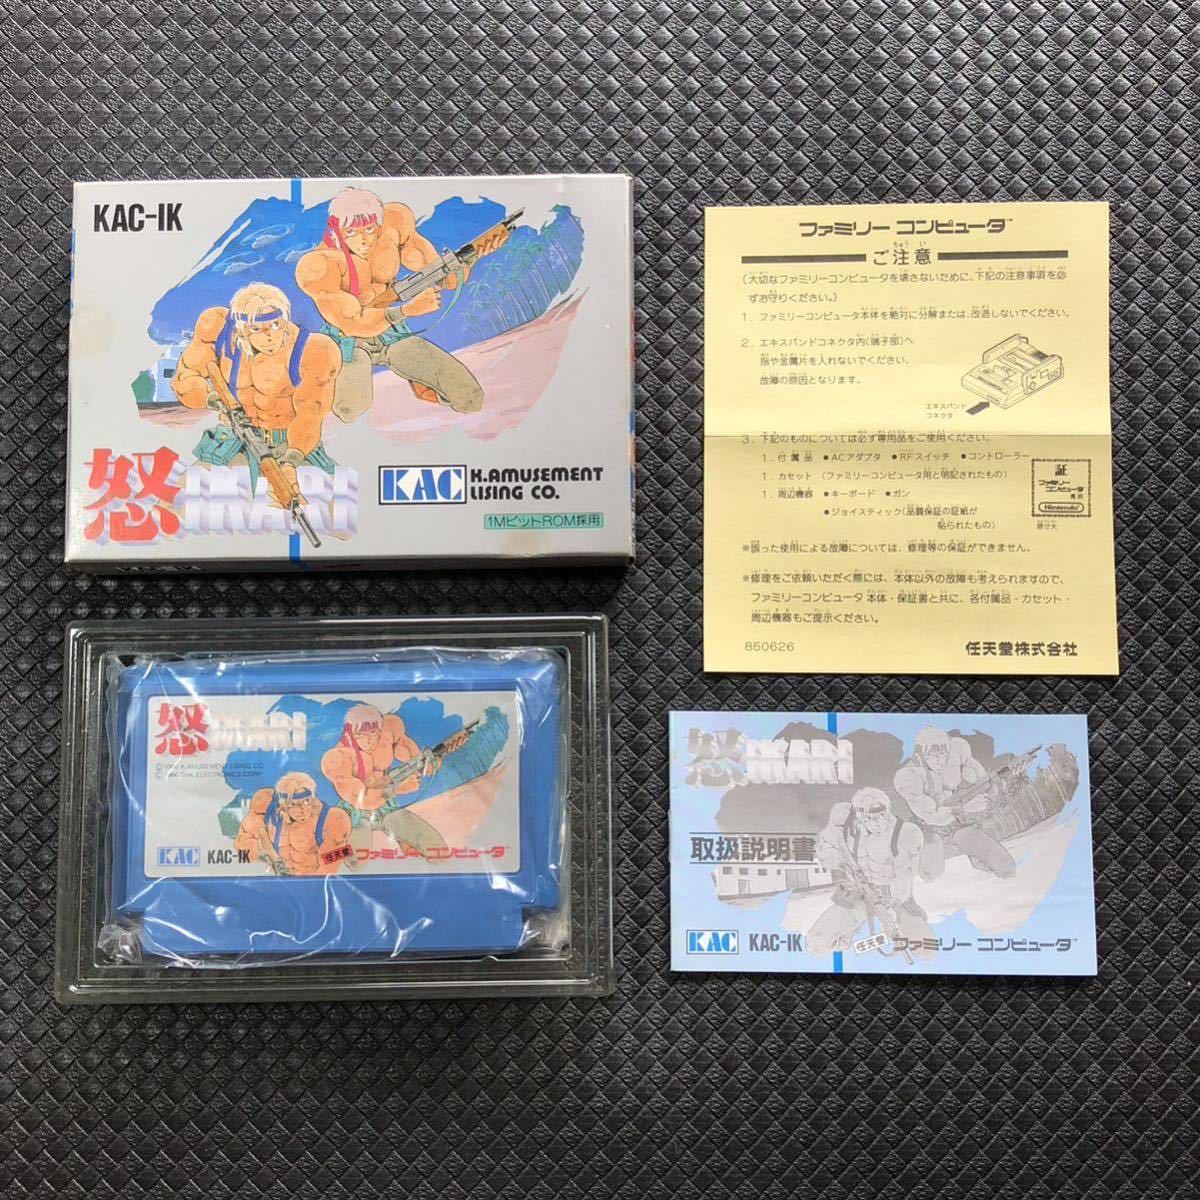 KAC-IK
怒
IKARI
KAC
K.AMUSEMENT
LISING CO.
1MビットROM採用
怒 IKARI
K.AMUSEMENT LISING CO
ELECTRONICS CORP
KAC
KAC-IK
任天堂
ファミリー コンピュータ
ファミリー コンピュータ™
ご注意
(大切なファミリーコンピュータを壊さないために、下記の注意事項を必
ずお守りください。)
1. ファミリーコンピュータ本体を絶対に分解または、改造しないでください。
2. エキスパンドコネクタ内(端子部)へ
指や金属片を入れないでください。
故障の原因となります。
エキスパンド
コネクタ
3. 下記のものについては必ず専用品をご使用ください。
1. 付属品 ●ACアダプタ ●RFスイッチ ●コントローラー
1. カセット (ファミリーコンピュータ用と明記されたもの)
1. 周辺機器 ●キーボード ●ガン
●ジョイスティック(品質保証の証紙が
貼られたもの)
証
ファミリー
コンピュータ
専用
Nintendo
原寸大
※誤った使用による故障については、修理等の保証ができません。
※修理をご依頼いただく際には、本体以外の故障も考えられますので、
ファミリーコンピュータ本体・保証書と共に、各付属品・カセット・
周辺機器もご提示ください。
850626
任天堂株式会社
怒 IKARI
取扱説明書
KAC
KAC-IK
任天堂
ファミリー コンピュータ™